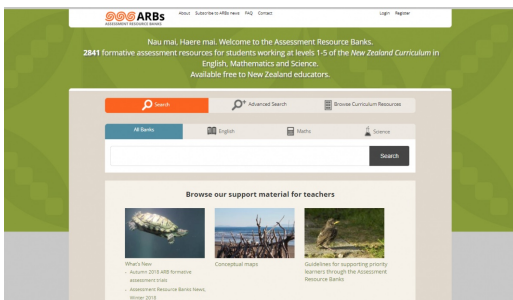 ARBs
ASSESSMENT RESOURCE BANKS
About Subscribe to ARBs news FAQ Contact
Login Register
Nau mai, Haere mai. Welcome to the Assessment Resource Banks.
2841 formative assessment resources for students working at levels 1-5 of the New Zealand Curriculum in
English, Mathematics and Science.
Available free to New Zealand educators.
Search
Advanced Search
Browse Curriculum Resources
All Banks
English
Maths
Science
Search
Browse our support material for teachers
What's New
Autumn 2018 ARB formative
assessment trials
Assessment Resource Banks News,
Winter 2018
Conceptual maps
Guidelines for supporting priority
learners through the Assessment
Resource Banks